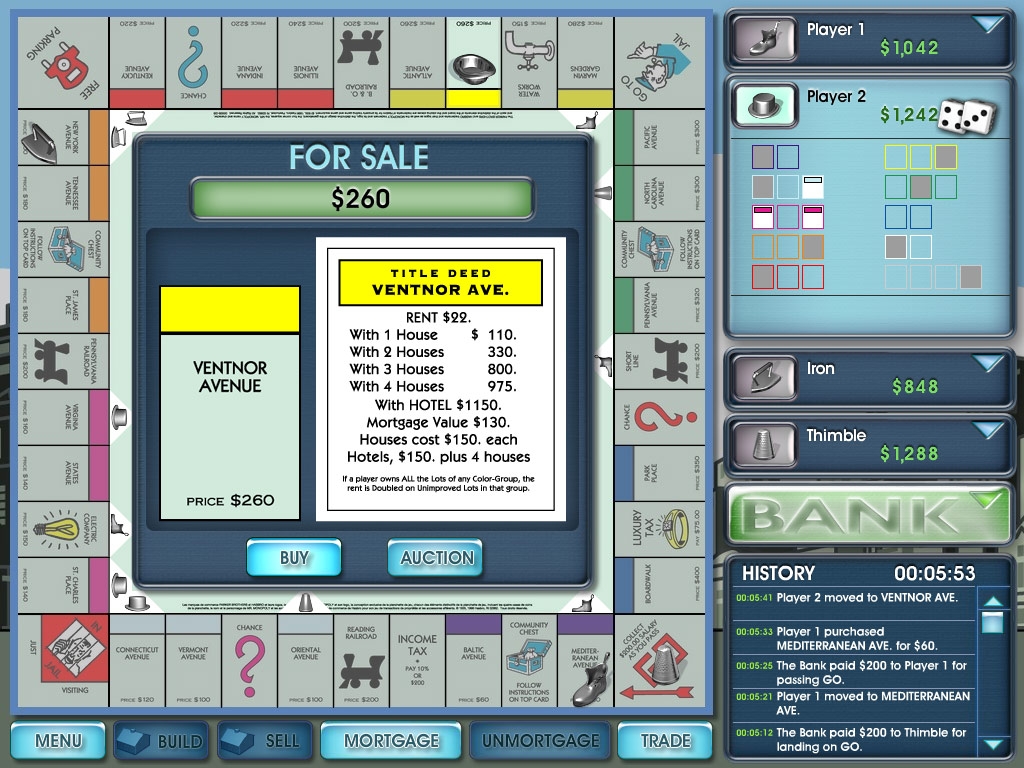 FREE
PARKING
KENTUCKY
AVENUE
PRICE $220
CHANCE
INDIANA
AVENUE
PRICE $220
ILLINOIS
AVENUE
PRICE $240
B. & O.
RAILROAD
PRICE $200
ATLANTIC
AVENUE
PRICE $260
PRICE $260
WATER
WORKS
PRICE $150
MARVIN
GARDENS
PRICE $280
GO TO
JAIL
Player 1
$1,042
Player 2
$1,242
Iron
$848
Thimble
$1,288
BANK
NEW YORK
AVENUE
TENNESSEE
AVENUE
PRICE $180
COMMUNITY
CHEST
FOLLOW
INSTRUCTIONS
ON TOP CARD
ST. JAMES
PLACE
PRICE $180
PENNSYLVANIA
RAILROAD
PRICE $200
VIRGINIA
AVENUE
PRICE $160
STATES
AVENUE
PRICE $140
ELECTRIC
COMPANY
PRICE $150
ST. CHARLES
PLACE
PRICE $140
FOR SALE
$260
VENTNOR
AVENUE
PRICE $260
TITLE DEED
VENTNOR AVE.
RENT $22.
With 1 House $ 110.
With 2 Houses 330.
With 3 Houses 800.
With 4 Houses 975.
With HOTEL $1150.
Mortgage Value $130.
Houses cost $150. each
Hotels, $150. plus 4 houses
If a player owns ALL the Lots of any Color-Group, the
rent is Doubled on Unimproved Lots in that group.
BUY
AUCTION
PACIFIC
AVENUE
PRICE $300
NORTH
CAROLINA
AVENUE
PRICE $300
COMMUNITY CHEST
FOLLOW
INSTRUCTIONS
ON TOP CARD
PENNSYLVANIA
AVENUE
PRICE $320
SHORT
LINE
PRICE $200
CHANCE
PARK
PLACE
PRICE $350
LUXURY
TAX
PAY $75.00
BOARDWALK
PRICE $400
JUST
IN
JAIL
VISITING
CONNECTICUT
AVENUE
PRICE $120
VERMONT
AVENUE
PRICE $100
CHANCE
ORIENTAL
AVENUE
PRICE $100
READING
RAILROAD
PRICE $200
INCOME
TAX
PAY 10%
OR
$200
BALTIC
AVENUE
PRICE $60
COMMUNITY
CHEST
FOLLOW
INSTRUCTIONS
ON TOP CARD
MEDITER-
RANEAN
AVENUE
COLLECT
$200.00 SALARY
AS YOU PASS
HISTORY 00:05:53
00:05:41 Player 2 moved to VENTNOR AVE.
00:05:33 Player 1 purchased
MEDITERRANEAN AVE. for $60.
00:05:25 The Bank paid $200 to Player 1 for
passing GO.
00:05:21 Player 1 moved to MEDITERRANEAN
AVE.
00:05:12 The Bank paid $200 to Thimble for
landing on GO.
MENU
BUILD
SELL
MORTGAGE
UNMORTGAGE
TRADE